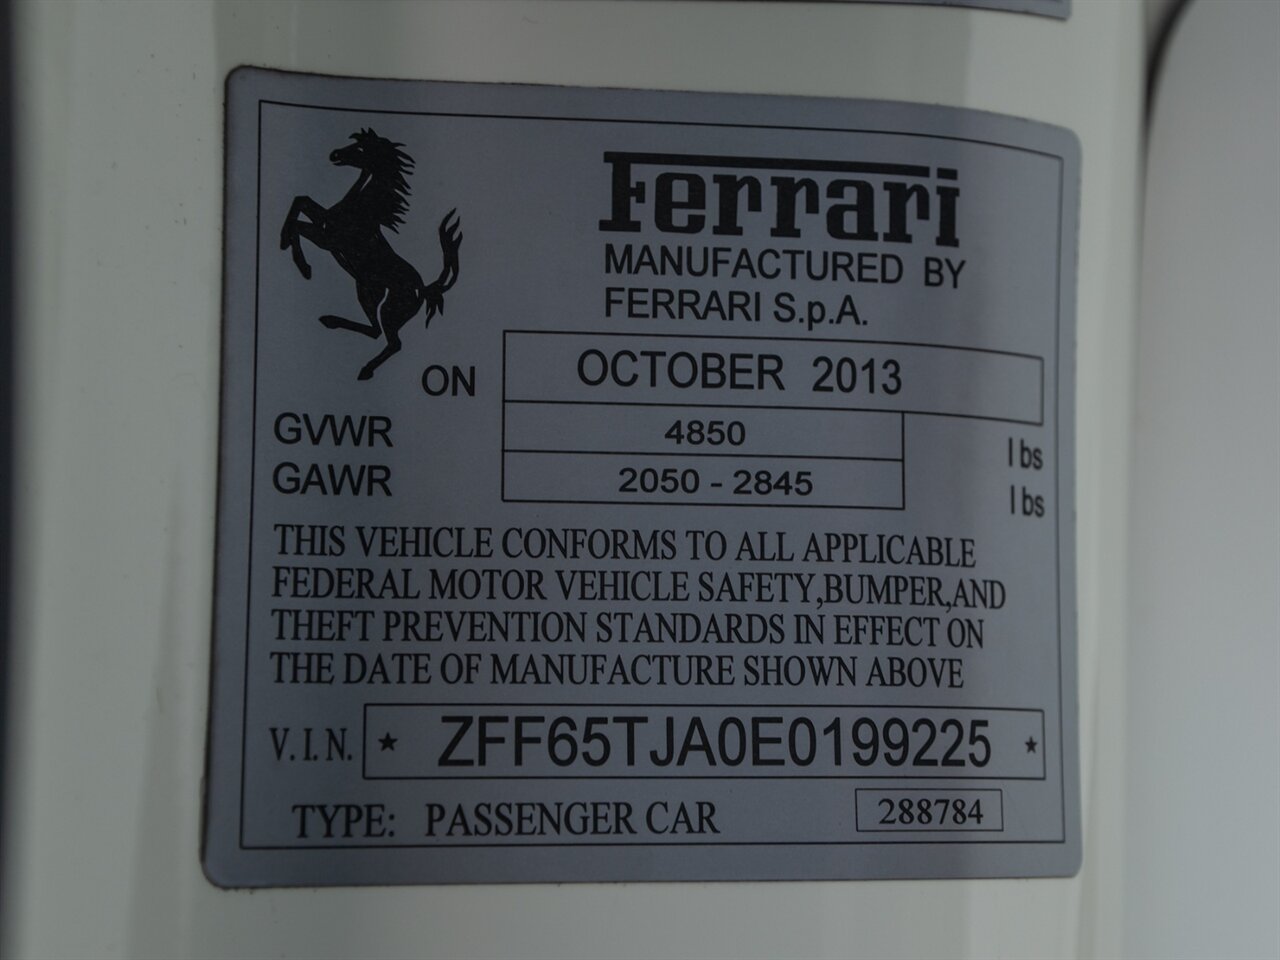 Ferrari
MANUFACTURED BY
FERRARI S.p.A.
ON OCTOBER 2013
GVWR 4850 lbs
GAWR 2050 - 2845 lbs
THIS VEHICLE CONFORMS TO ALL APPLICABLE
FEDERAL MOTOR VEHICLE SAFETY,BUMPER,AND
THEFT PREVENTION STANDARDS IN EFFECT ON
THE DATE OF MANUFACTURE SHOWN ABOVE
V.I.N. ★ ZFF65TJA0E0199225 ★
TYPE: PASSENGER CAR 288784